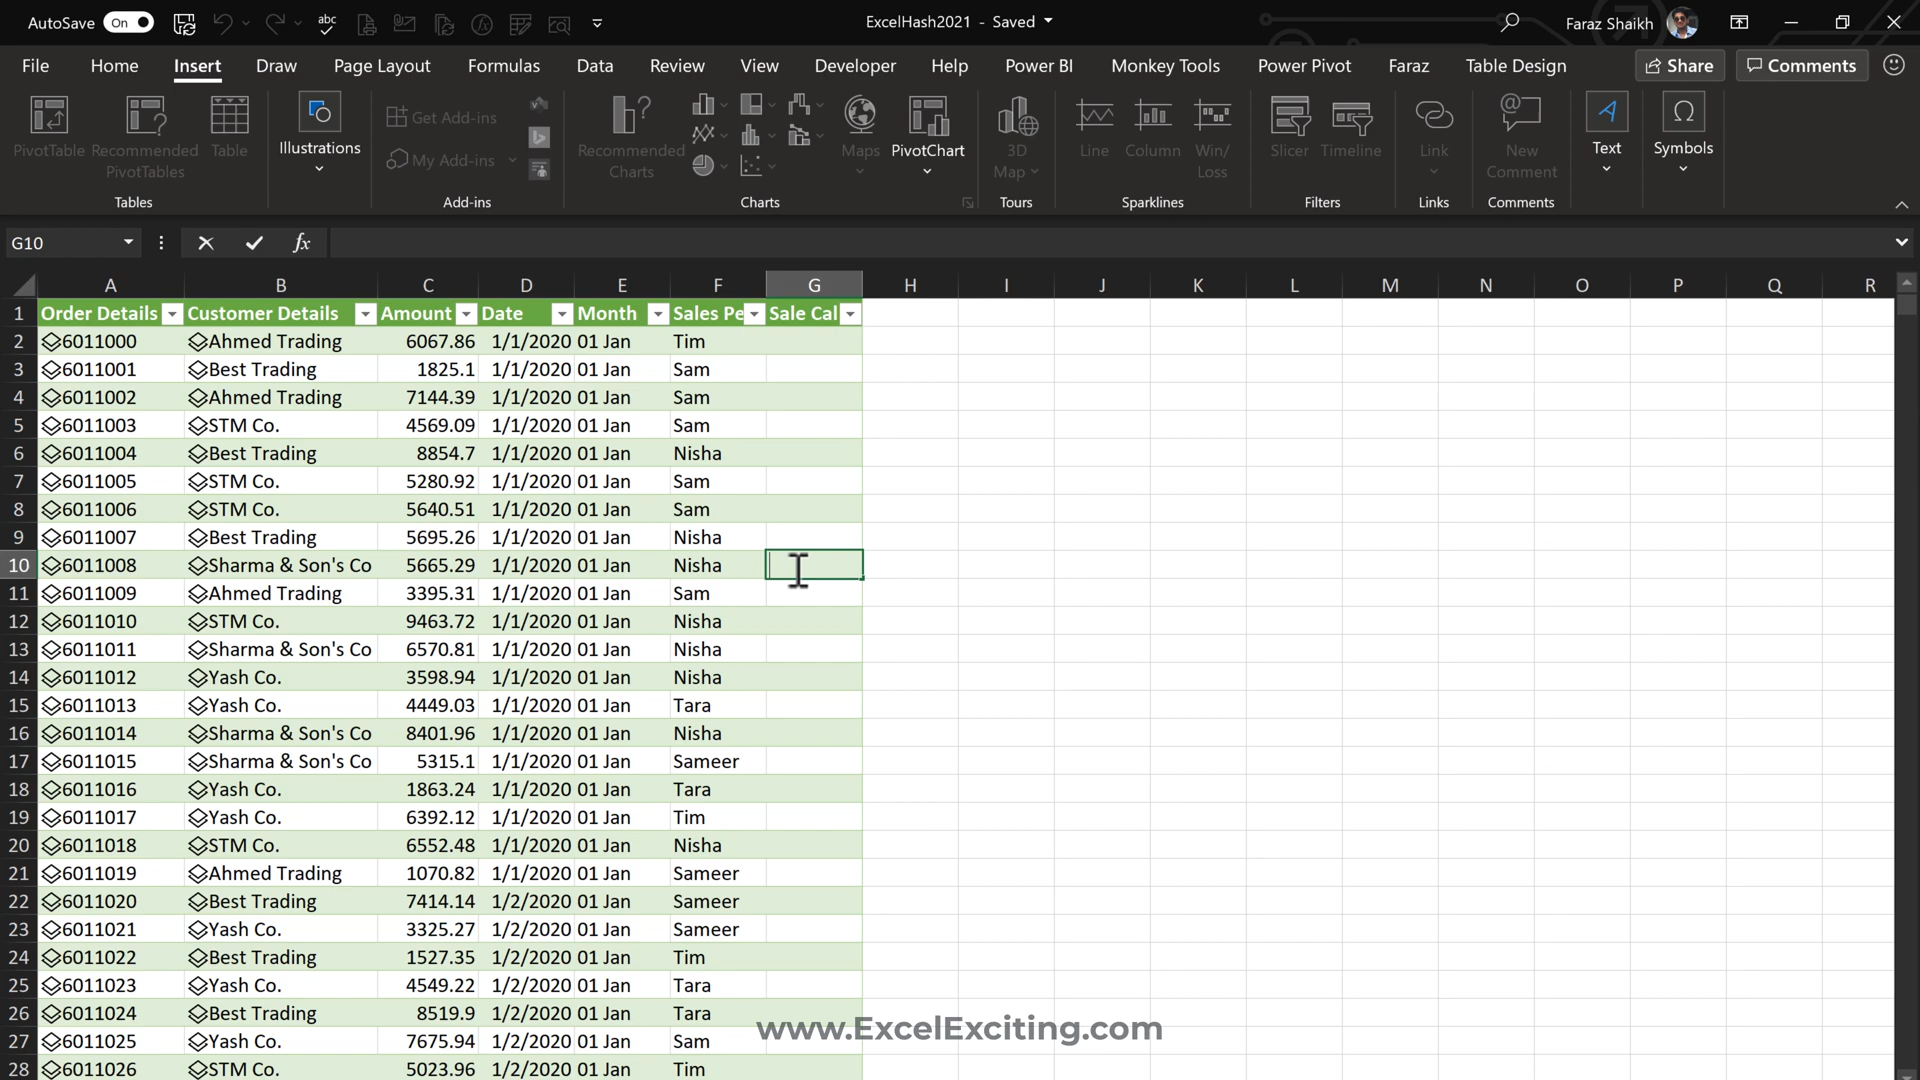 AutoSave On ExcelHash2021 - Saved Faraz Shaikh
File Home Insert Draw Page Layout Formulas Data Review View Developer Help Power BI Monkey Tools Power Pivot Faraz Table Design Share Comments
PivotTable Recommended PivotTables Table Illustrations Get Add-ins My Add-ins Recommended Charts Maps PivotChart 3D Map Line Column Win/Loss Slicer Timeline Link New Comment Text Symbols
Tables Add-ins Charts Tours Sparklines Filters Links Comments
G10 fx
A B C D E F G H I J K L M N O P Q R
1 Order Details Customer Details Amount Date Month Sales Pe Sale Cal
2 6011000 Ahmed Trading 6067.86 1/1/2020 01 Jan Tim
3 6011001 Best Trading 1825.1 1/1/2020 01 Jan Sam
4 6011002 Ahmed Trading 7144.39 1/1/2020 01 Jan Sam
5 6011003 STM Co. 4569.09 1/1/2020 01 Jan Sam
6 6011004 Best Trading 8854.7 1/1/2020 01 Jan Nisha
7 6011005 STM Co. 5280.92 1/1/2020 01 Jan Sam
8 6011006 STM Co. 5640.51 1/1/2020 01 Jan Sam
9 6011007 Best Trading 5695.26 1/1/2020 01 Jan Nisha
10 6011008 Sharma & Son's Co 5665.29 1/1/2020 01 Jan Nisha
11 6011009 Ahmed Trading 3395.31 1/1/2020 01 Jan Sam
12 6011010 STM Co. 9463.72 1/1/2020 01 Jan Nisha
13 6011011 Sharma & Son's Co 6570.81 1/1/2020 01 Jan Nisha
14 6011012 Yash Co. 3598.94 1/1/2020 01 Jan Nisha
15 6011013 Yash Co. 4449.03 1/1/2020 01 Jan Tara
16 6011014 Sharma & Son's Co 8401.96 1/1/2020 01 Jan Nisha
17 6011015 Sharma & Son's Co 5315.1 1/1/2020 01 Jan Sameer
18 6011016 Yash Co. 1863.24 1/1/2020 01 Jan Tara
19 6011017 Yash Co. 6392.12 1/1/2020 01 Jan Tim
20 6011018 STM Co. 6552.48 1/1/2020 01 Jan Nisha
21 6011019 Ahmed Trading 1070.82 1/1/2020 01 Jan Sameer
22 6011020 Best Trading 7414.14 1/2/2020 01 Jan Sameer
23 6011021 Yash Co. 3325.27 1/2/2020 01 Jan Sameer
24 6011022 Best Trading 1527.35 1/2/2020 01 Jan Tim
25 6011023 Yash Co. 4549.22 1/2/2020 01 Jan Tara
26 6011024 Best Trading 8519.9 1/2/2020 01 Jan Tara
www.ExcelExciting.com
27 6011025 Yash Co. 7675.94 1/2/2020 01 Jan Sam
28 6011026 STM Co. 5023.96 1/2/2020 01 Jan Tim